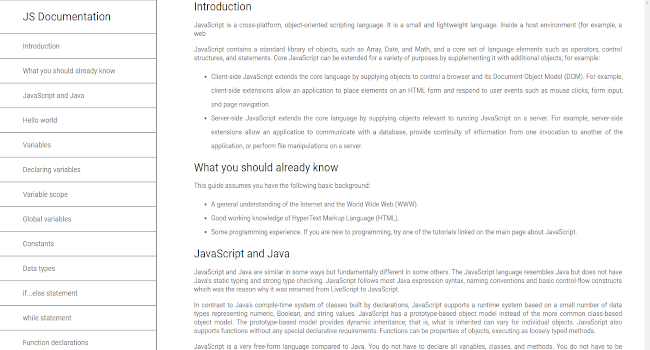 JS Documentation
Introduction
What you should already know
JavaScript and Java
Hello world
Variables
Declaring variables
Variable scope
Global variables
Constants
Data types
if...else statement
while statement
Function declarations
Introduction
JavaScript is a cross-platform, object-oriented scripting language. It is a small and lightweight language. Inside a host environment (for example, a
web
JavaScript contains a standard library of objects, such as Array, Date, and Math, and a core set of language elements such as operators, control
structures, and statements. Core JavaScript can be extended for a variety of purposes by supplementing it with additional objects; for example:
• Client-side JavaScript extends the core language by supplying objects to control a browser and its Document Object Model (DOM). For example,
client-side extensions allow an application to place elements on an HTML form and respond to user events such as mouse clicks, form input,
and page navigation.
• Server-side JavaScript extends the core language by supplying objects relevant to running JavaScript on a server. For example, server-side
extensions allow an application to communicate with a database, provide continuity of information from one invocation to another of the
application, or perform file manipulations on a server.
What you should already know
This guide assumes you have the following basic background:
• A general understanding of the Internet and the World Wide Web (WWW).
• Good working knowledge of HyperText Markup Language (HTML).
• Some programming experience. If you are new to programming, try one of the tutorials linked on the main page about JavaScript.
JavaScript and Java
JavaScript and Java are similar in some ways but fundamentally different in some others. The JavaScript language resembles Java but does not have
Java's static typing and strong type checking. JavaScript follows most Java expression syntax, naming conventions and basic control-flow constructs
which was the reason why it was renamed from LiveScript to JavaScript.
In contrast to Java's compile-time system of classes built by declarations, JavaScript supports a runtime system based on a small number of data
types representing numeric, Boolean, and string values. JavaScript has a prototype-based object model instead of the more common class-based
object model. The prototype-based model provides dynamic inheritance; that is, what is inherited can vary for individual objects. JavaScript also
supports functions without any special declarative requirements. Functions can be properties of objects, executing as loosely typed methods.
JavaScript is a very free-form language compared to Java. You do not have to declare all variables, classes, and methods. You do not have to be